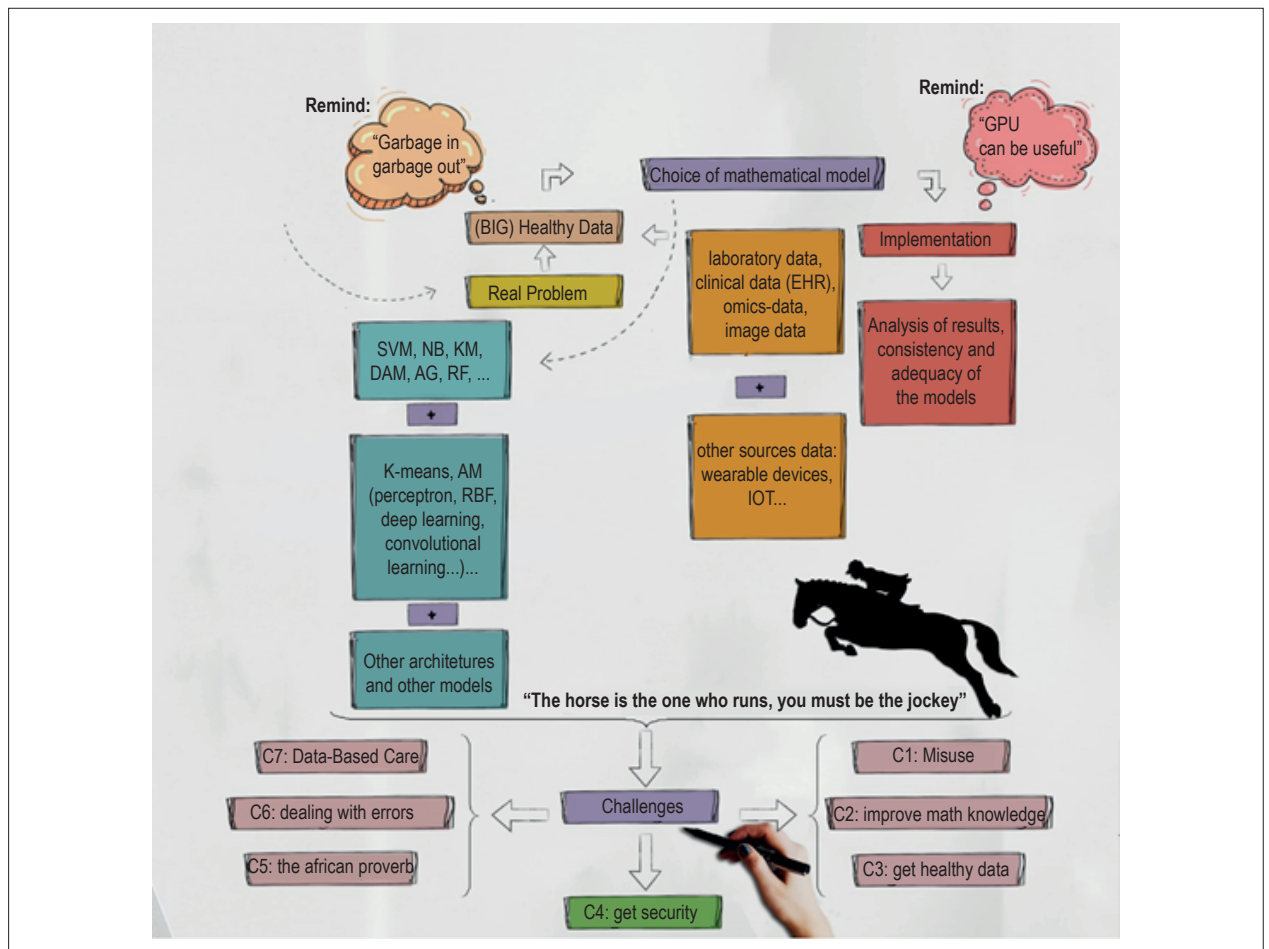 Remind:
“Garbage in
garbage out”
Remind:
“GPU
can be useful”
Choice of mathematical model
(BIG) Healthy Data
Real Problem
Implementation
laboratory data,
clinical data (EHR),
omics-data,
image data
+
other sources data:
wearable devices,
IOT...
Analysis of results,
consistency and
adequacy of
the models
SVM, NB, KM,
DAM, AG, RF, ...
+
K-means, AM
(perceptron, RBF,
deep learning,
convolutional
learning...)...
+
Other architetures
and other models
“The horse is the one who runs, you must be the jockey”
C7: Data-Based Care
C6: dealing with errors
C5: the african proverb
Challenges
C1: Misuse
C2: improve math knowledge
C3: get healthy data
C4: get security